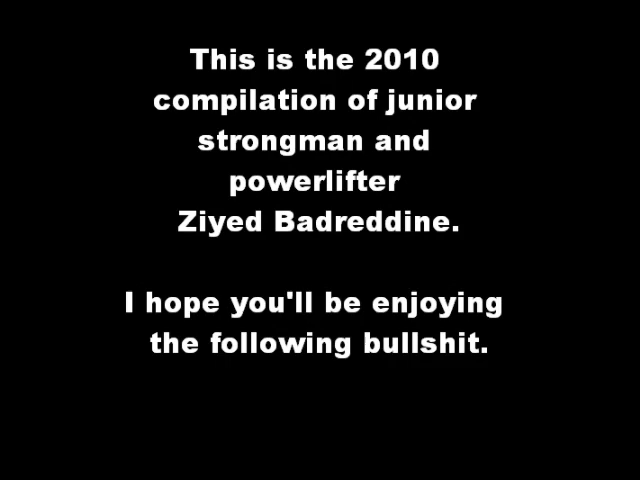 This is the 2010
compilation of junior
strongman and
powerlifter
Ziyed Badreddine.
I hope you'll be enjoying
the following bullshit.